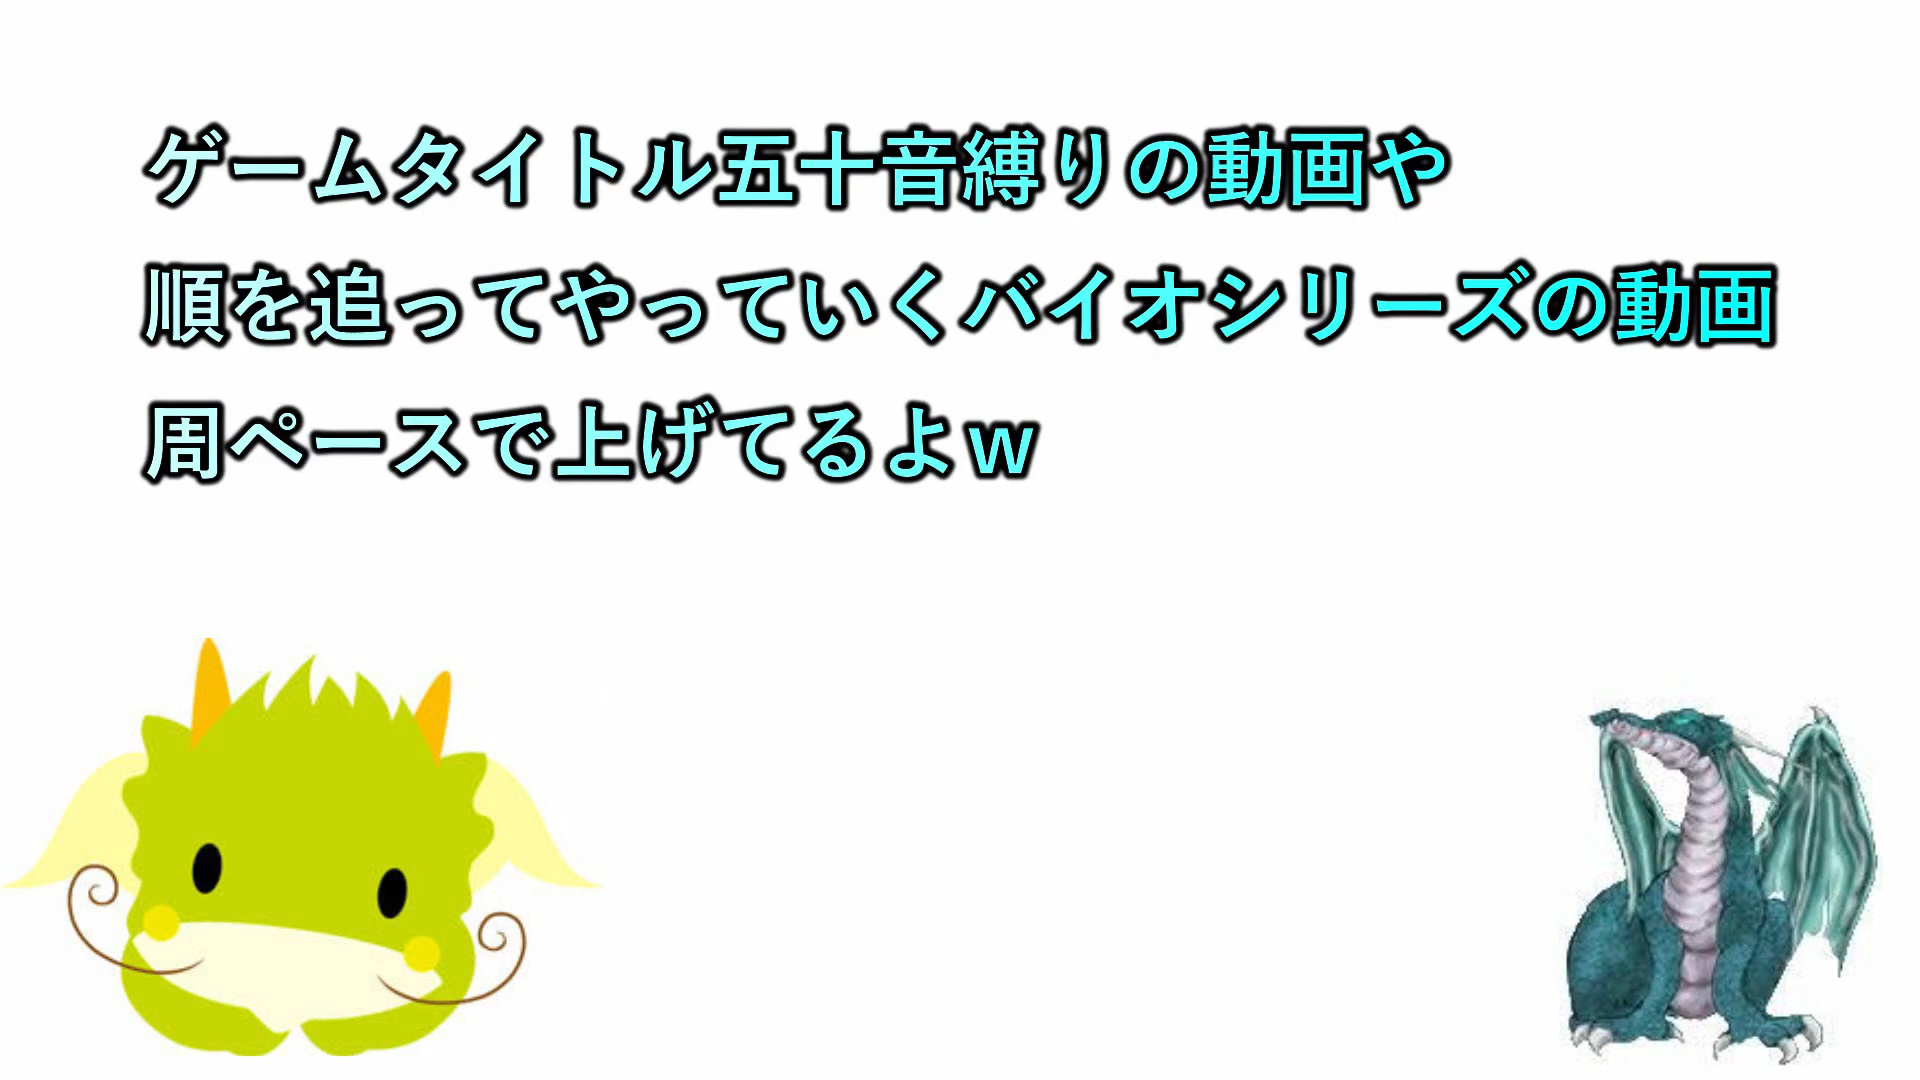 ゲームタイトル五十音縛りの動画や
順を追ってやっていくバイオシリーズの動画
周ペースで上げてるよw